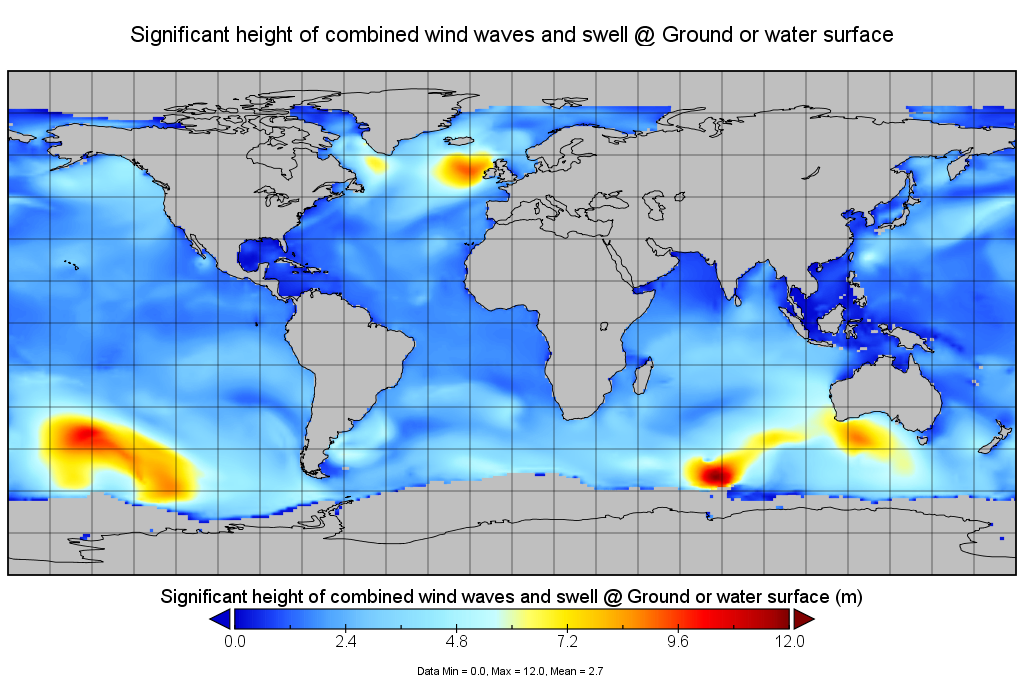 Significant height of combined wind waves and swell @ Ground or water surface
Significant height of combined wind waves and swell @ Ground or water surface (m)
0.0 2.4 4.8 7.2 9.6 12.0
Data Min = 0.0, Max = 12.0, Mean = 2.7